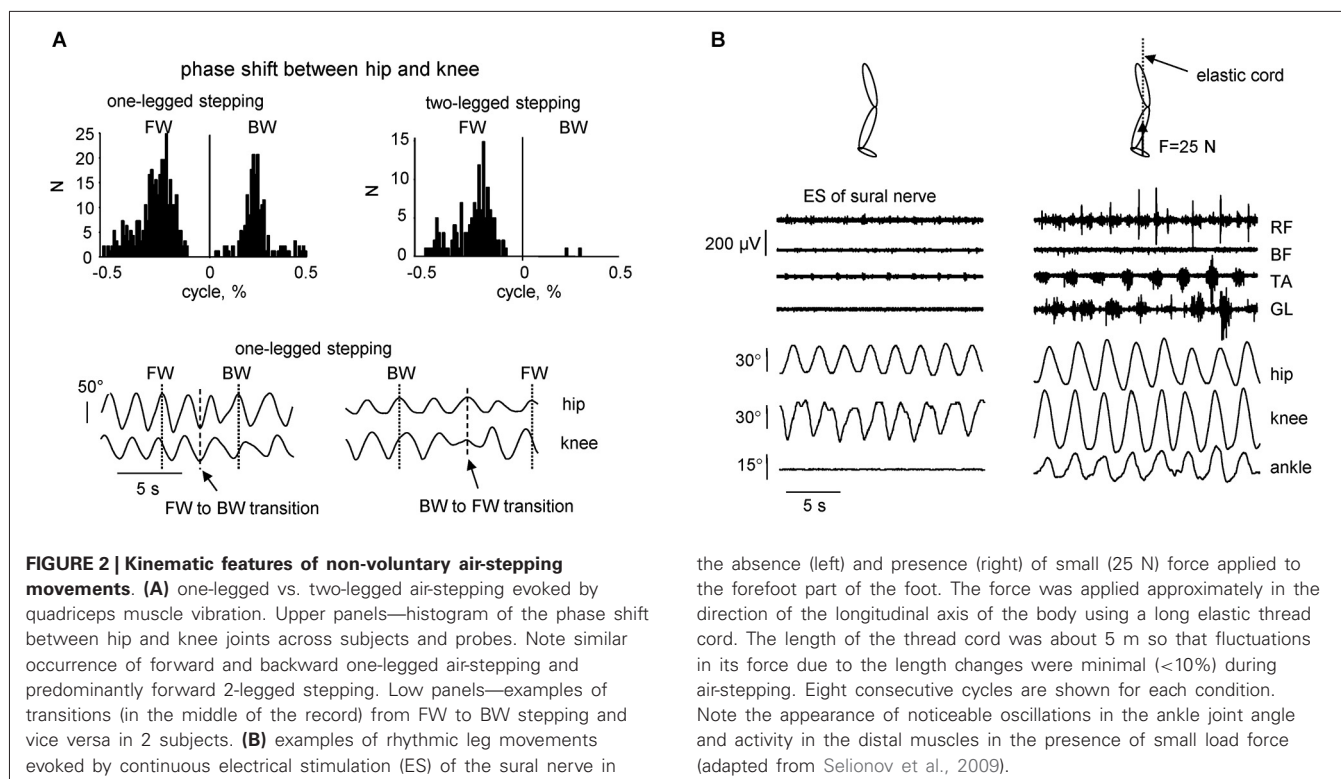 A
phase shift between hip and knee
one-legged stepping
FW
BW
25
20
15
10
5
0
N
-0.5
0
0.5
cycle, %
two-legged stepping
FW
BW
15
10
5
0
N
-0.5
0
0.5
cycle, %
one-legged stepping
FW
BW
BW
FW
50°
hip
knee
5 s
FW to BW transition
BW to FW transition
B
elastic cord
F=25 N
ES of sural nerve
200 µV
RF
BF
TA
GL
30°
hip
30°
knee
15°
ankle
5 s
FIGURE 2 | Kinematic features of non-voluntary air-stepping
movements. (A) one-legged vs. two-legged air-stepping evoked by
quadriceps muscle vibration. Upper panels—histogram of the phase shift
between hip and knee joints across subjects and probes. Note similar
occurrence of forward and backward one-legged air-stepping and
predominantly forward 2-legged stepping. Low panels—examples of
transitions (in the middle of the record) from FW to BW stepping and
vice versa in 2 subjects. (B) examples of rhythmic leg movements
evoked by continuous electrical stimulation (ES) of the sural nerve in
the absence (left) and presence (right) of small (25 N) force applied to
the forefoot part of the foot. The force was applied approximately in the
direction of the longitudinal axis of the body using a long elastic thread
cord. The length of the thread cord was about 5 m so that fluctuations
in its force due to the length changes were minimal (<10%) during
air-stepping. Eight consecutive cycles are shown for each condition.
Note the appearance of noticeable oscillations in the ankle joint angle
and activity in the distal muscles in the presence of small load force
(adapted from Selionov et al., 2009).